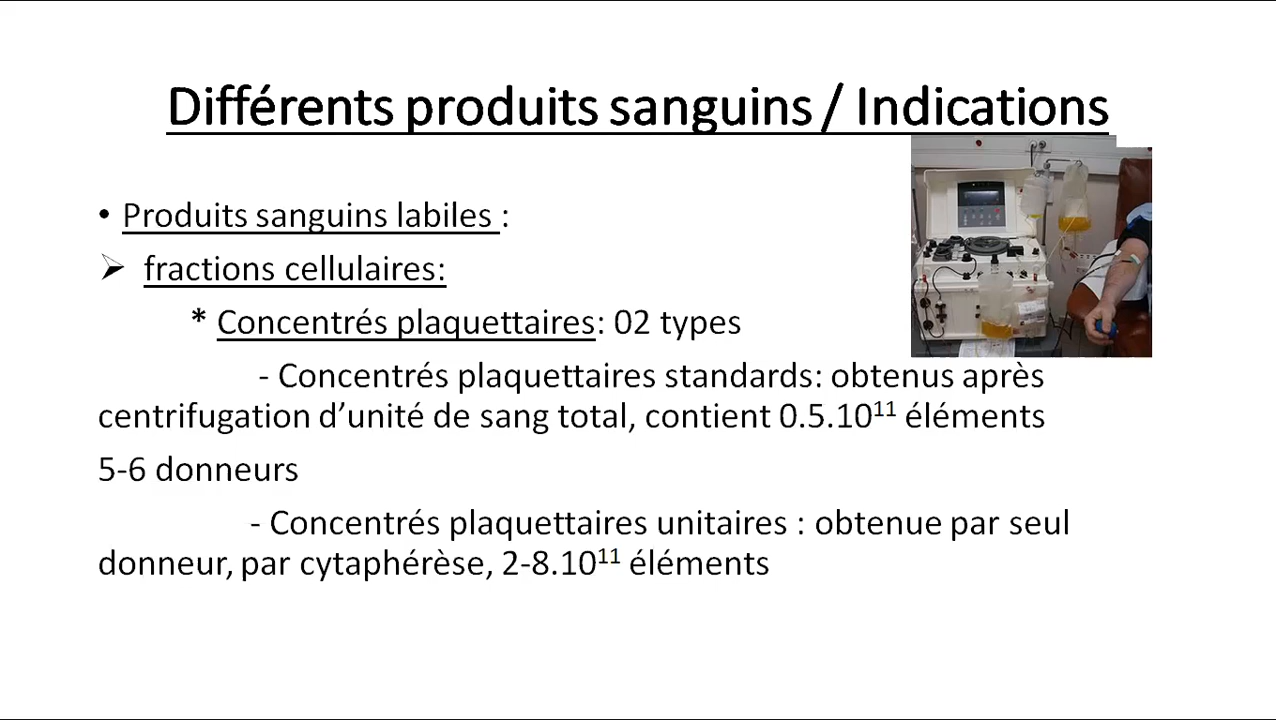 Différents produits sanguins / Indications
• Produits sanguins labiles :
➢ fractions cellulaires:
* Concentrés plaquettaires: 02 types
- Concentrés plaquettaires standards: obtenus après
centrifugation d’unité de sang total, contient 0.5.10¹¹ éléments
5-6 donneurs
- Concentrés plaquettaires unitaires : obtenue par seul
donneur, par cytaphérèse, 2-8.10¹¹ éléments